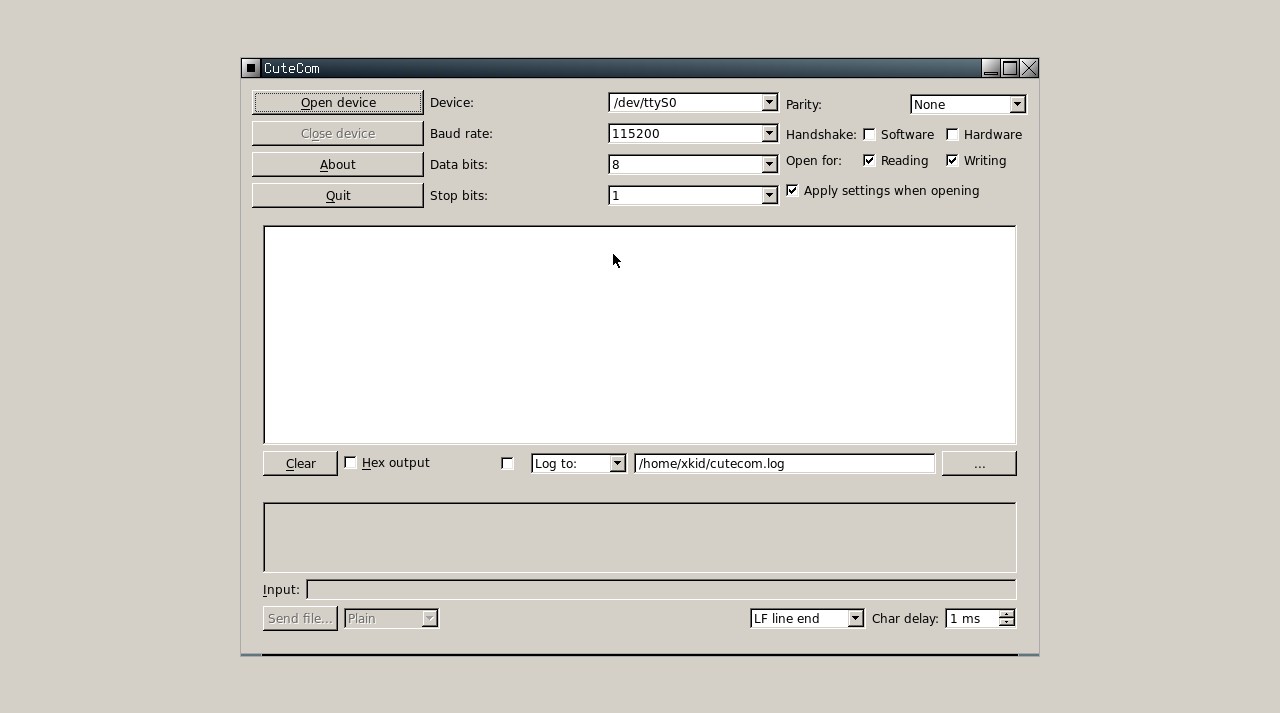 CuteCom
Open device Device: /dev/ttyS0 Parity: None
Close device Baud rate: 115200 Handshake: Software Hardware
About Data bits: 8 Open for: Reading Writing
Quit Stop bits: 1 Apply settings when opening
Clear Hex output Log to: /home/xkid/cutecom.log ...
Input:
Send file... Plain LF line end Char delay: 1 ms